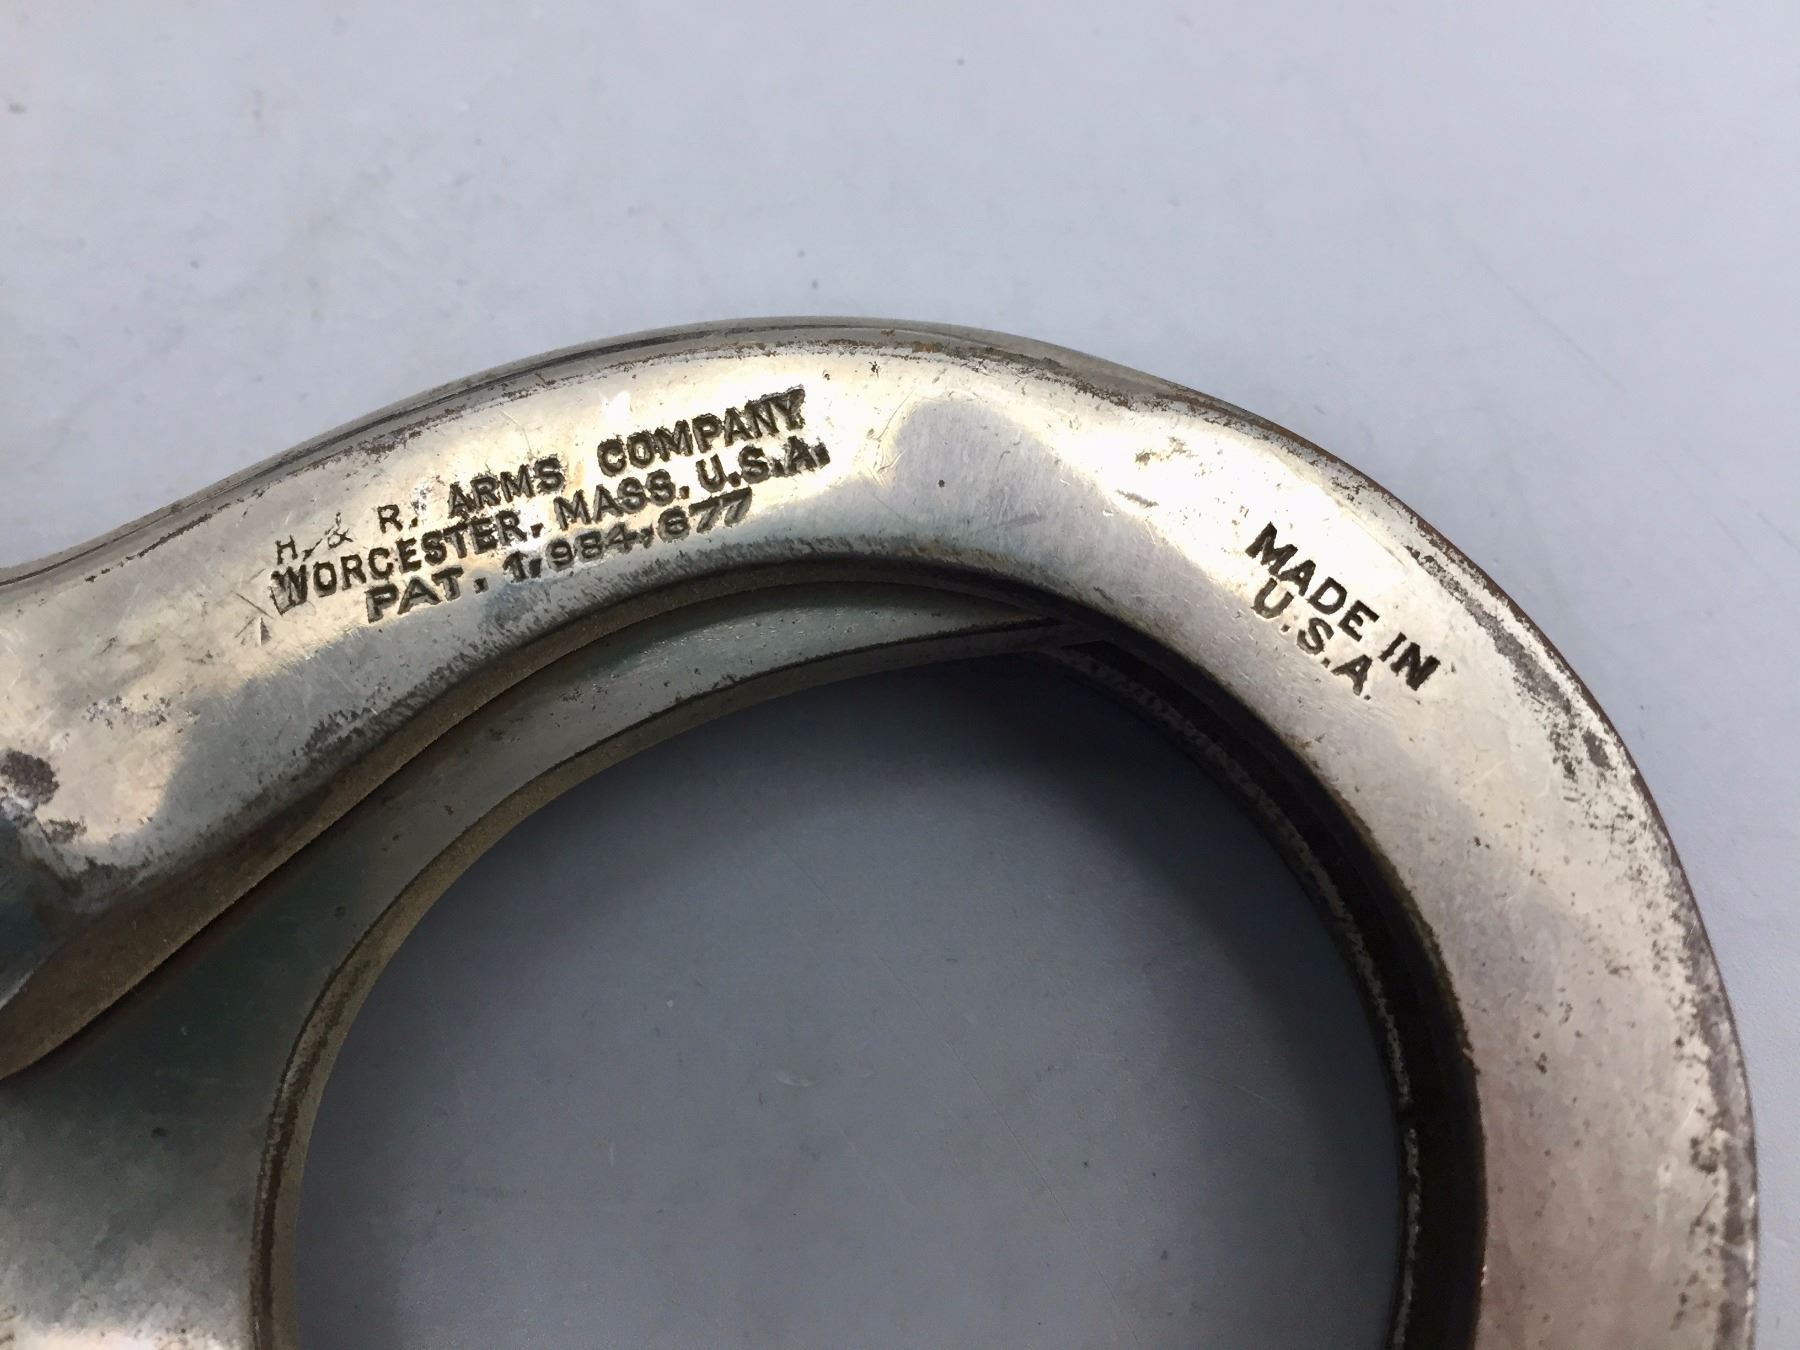 H. & R. ARMS COMPANY
WORCESTER, MASS. U.S.A.
PAT. 1,984,677
MADE IN
U.S.A.